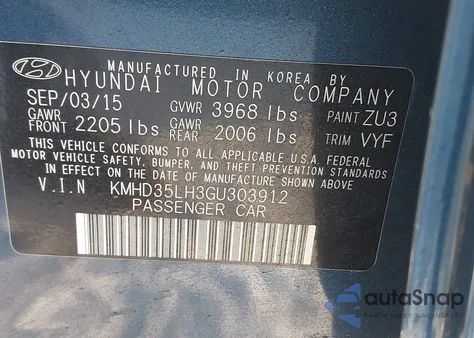 MANUFACTURED IN KOREA BY
HYUNDAI MOTOR COMPANY
SEP/03/15 GVWR 3968 lbs PAINT ZU3
GAWR FRONT 2205 lbs GAWR REAR 2006 lbs TRIM VYF
THIS VEHICLE CONFORMS TO ALL APPLICABLE U.S.A. FEDERAL
MOTOR VEHICLE SAFETY, BUMPER, AND THEFT PREVENTION STANDARDS
IN EFFECT ON THE DATE OF MANUFACTURE SHOWN ABOVE.
V.I.N KMHD35LH3GU303912
PASSENGER CAR
autoSnap